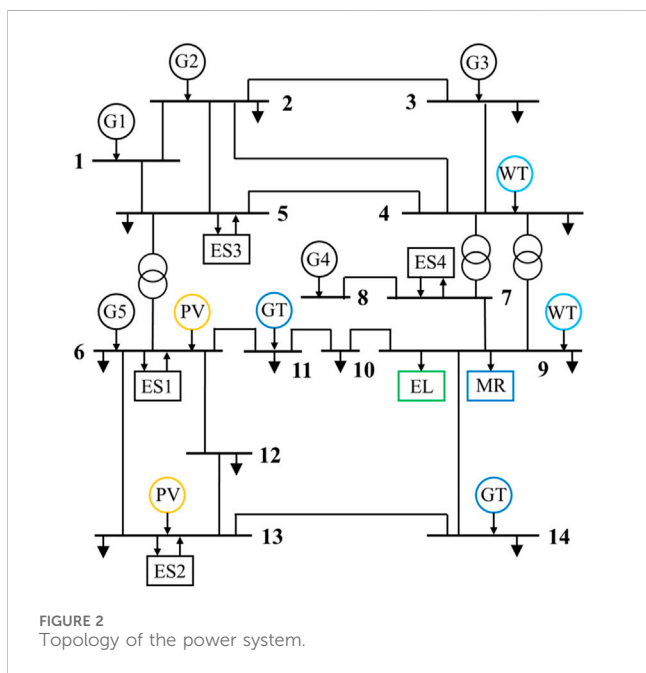 G2
G3
2
3
G1
1
WT
5
4
ES3
G4
ES4
8
7
G5
PV
GT
WT
6
11
10
9
ES1
EL
MR
12
PV
GT
13
14
ES2
FIGURE 2
Topology of the power system.